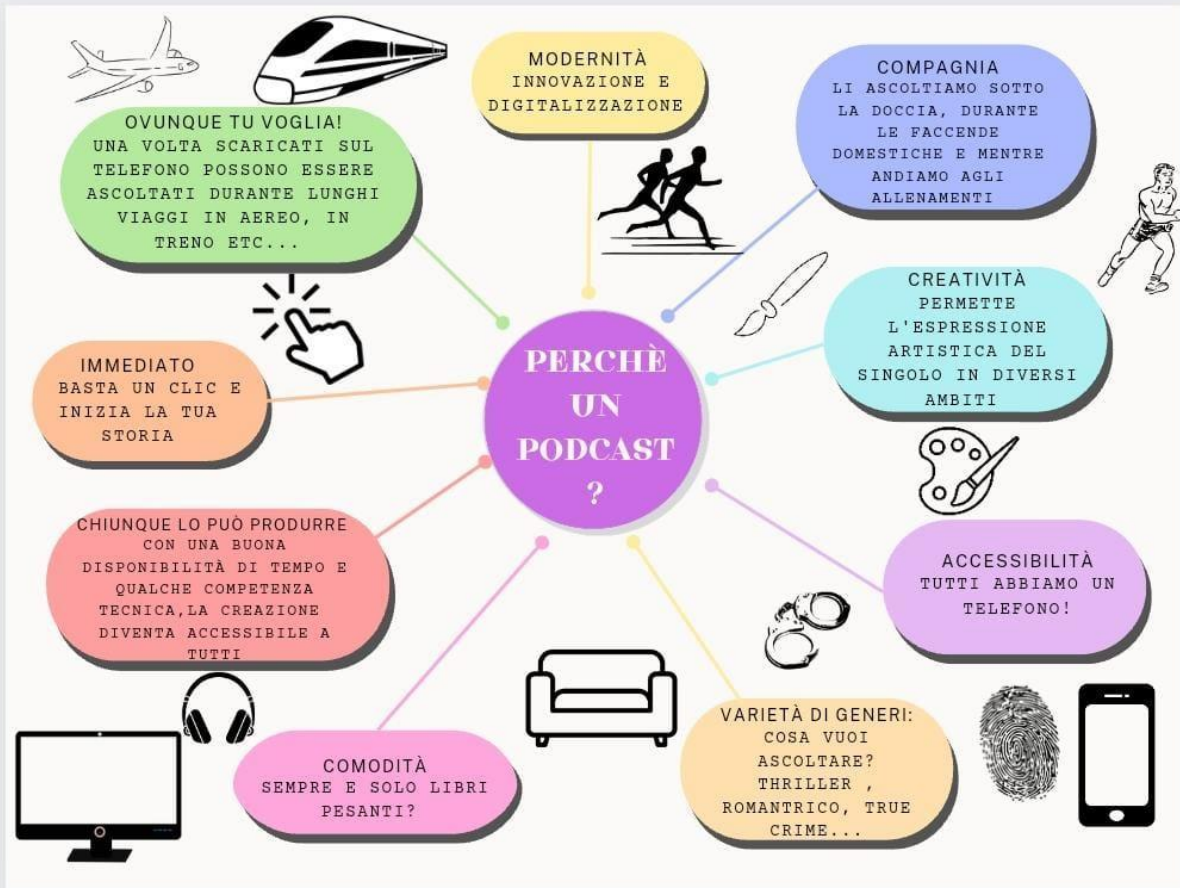 OVUNQUE TU VOGLIA!
UNA VOLTA SCARICATI SUL
TELEFONO POSSONO ESSERE
ASCOLTATI DURANTE LUNGHI
VIAGGI IN AEREO, IN
TRENO ETC...
MODERNITÀ
INNOVAZIONE E
DIGITALIZZAZIONE
COMPAGNIA
LI ASCOLTIAMO SOTTO
LA DOCCIA, DURANTE
LE FACCENDE
DOMESTICHE E MENTRE
ANDIAMO AGLI
ALLENAMENTI
CREATIVITÀ
PERMETTE
L'ESPRESSIONE
ARTISTICA DEL
SINGOLO IN DIVERSI
AMBITI
IMMEDIATO
BASTA UN CLIC E
INIZIA LA TUA
STORIA
PERCHÈ
UN
PODCAST
?
CHIUNQUE LO PUÒ PRODURRE
CON UNA BUONA
DISPONIBILITÀ DI TEMPO E
QUALCHE COMPETENZA
TECNICA,LA CREAZIONE
DIVENTA ACCESSIBILE A
TUTTI
ACCESSIBILITÀ
TUTTI ABBIAMO UN
TELEFONO!
COMODITÀ
SEMPRE E SOLO LIBRI
PESANTI?
VARIETÀ DI GENERI:
COSA VUOI
ASCOLTARE?
THRILLER ,
ROMANTRICO, TRUE
CRIME...